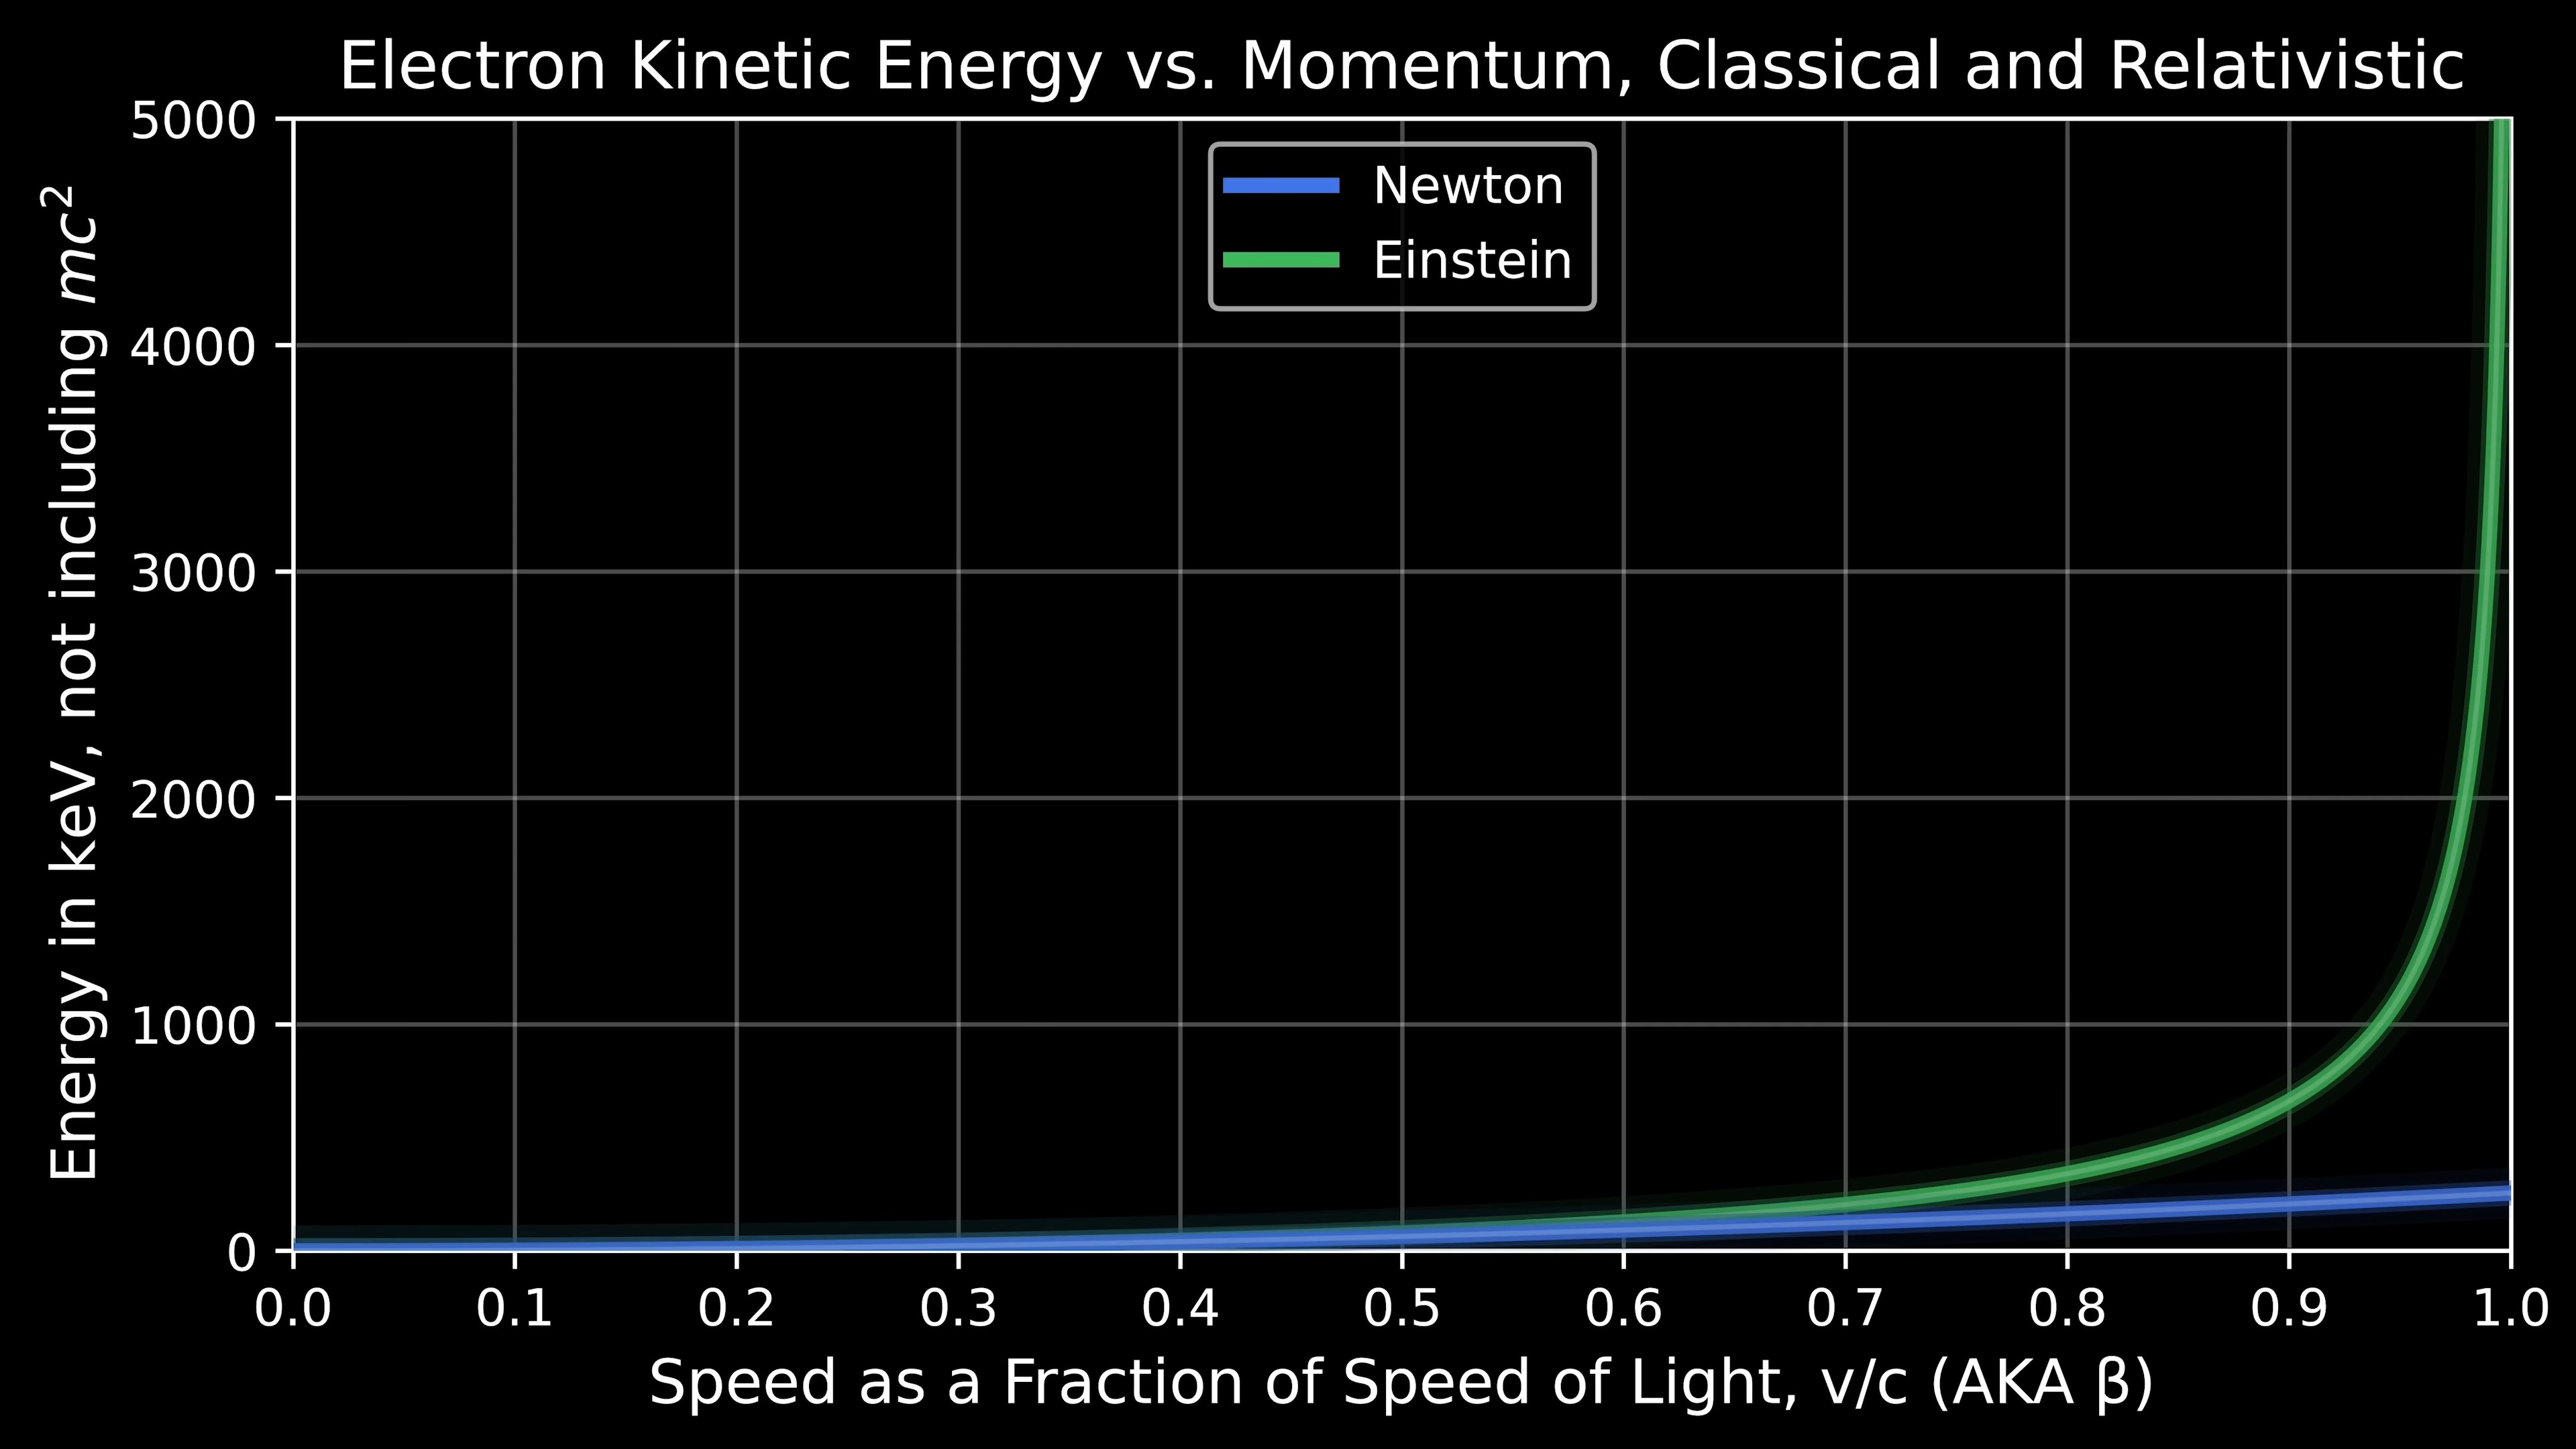 Electron Kinetic Energy vs. Momentum, Classical and Relativistic
Energy in keV, not including mc²
5000
4000
3000
2000
1000
0
Newton
Einstein
0.0 0.1 0.2 0.3 0.4 0.5 0.6 0.7 0.8 0.9 1.0
Speed as a Fraction of Speed of Light, v/c (AKA β)